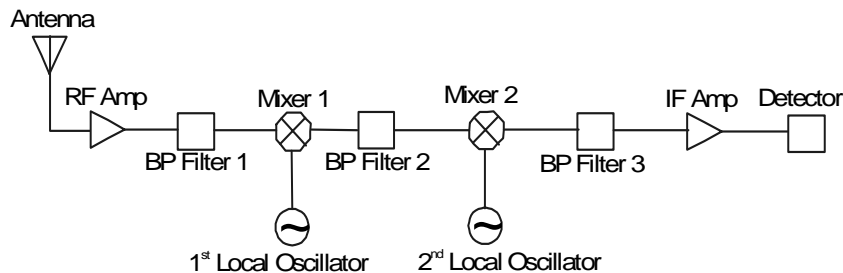 Antenna
RF Amp
Mixer 1
Mixer 2
IF Amp
Detector
BP Filter 1
BP Filter 2
BP Filter 3
1st Local Oscillator
2nd Local Oscillator